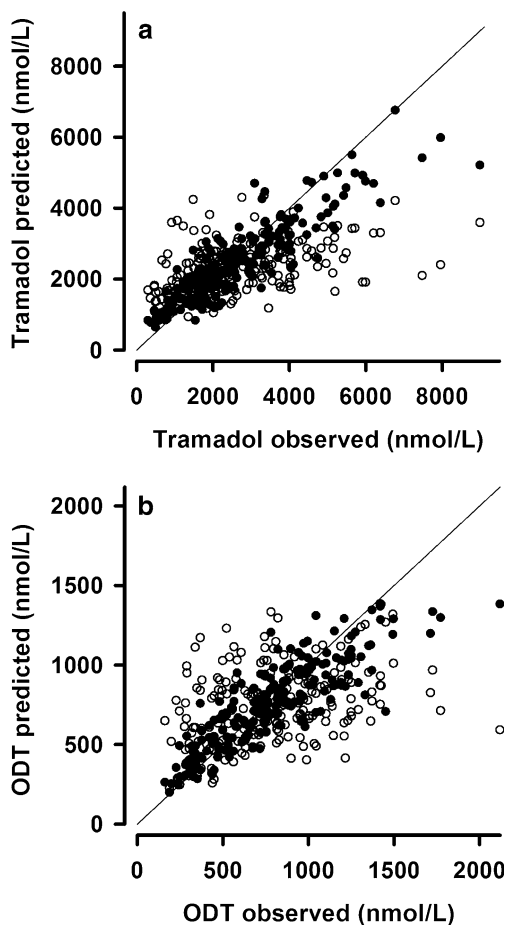 a
Tramadol predicted (nmol/L)
8000
6000
4000
2000
0
0 2000 4000 6000 8000
Tramadol observed (nmol/L)
b
ODT predicted (nmol/L)
2000
1500
1000
500
0
0 500 1000 1500 2000
ODT observed (nmol/L)